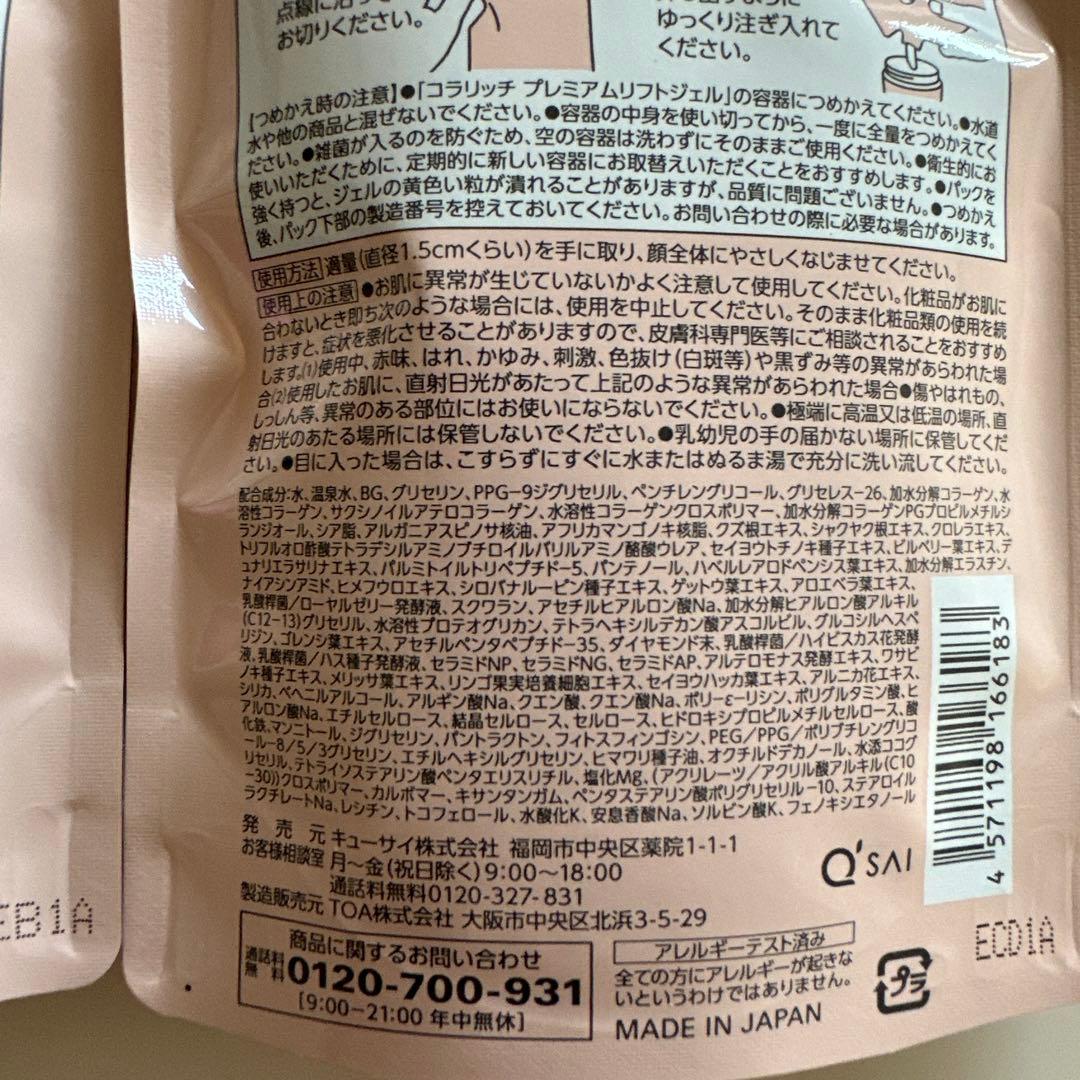 点線に沿って
お切りください。
ゆっくり注ぎ入れて
ください。
【つめかえ時の注意】●「コラリッチ プレミアムリフトジェル」の容器につめかえてください。●水道
水や他の商品と混ぜないでください。●容器の中身を使い切ってから、一度に全量をつめかえてく
ださい。●雑菌が入るのを防ぐため、空の容器は洗わずにそのままご使用ください。●衛生的にお
使いいただくために、定期的に新しい容器にお取替えいただくことをおすすめします。●パックを
強く持つと、ジェルの黄色い粒が潰れることがありますが、品質に問題ございません。●つめかえ
後、パック下部の製造番号を控えておいてください。お問い合わせの際に必要な場合があります。
使用方法 適量(直径1.5cmくらい)を手に取り、顔全体にやさしくなじませてください。
使用上の注意 ●お肌に異常が生じていないかよく注意して使用してください。化粧品がお肌に
合わないとき即ち次のような場合には、使用を中止してください。そのまま化粧品類の使用を続
けますと、症状を悪化させることがありますので、皮膚科専門医等にご相談されることをおすすめ
します。(1)使用中、赤味、はれ、かゆみ、刺激、色抜け(白斑等)や黒ずみ等の異常があらわれた場
合(2)使用したお肌に、直射日光があたって上記のような異常があらわれた場合●傷やはれもの、
しっしん等、異常のある部位にはお使いにならないでください。●極端に高温又は低温の場所、直
射日光のあたる場所には保管しないでください。●乳幼児の手の届かない場所に保管してくだ
さい。●目に入った場合は、こすらずにすぐに水またはぬるま湯で充分に洗い流してください。
配合成分:水、温泉水、BG、グリセリン、PPG-9ジグリセリル、ペンチレングリコール、グリセレス-26、加水分解コラーゲン、水
溶性コラーゲン、サクシノイルアテロコラーゲン、水溶性コラーゲンクロスポリマー、加水分解コラーゲンPGプロピルメチルシ
ランジオール、シア脂、アルガニアスピノサ核油、アフリカマンゴノキ核脂、クズ根エキス、シャクヤク根エキス、クロレラエキス、
トリフルオロ酢酸テトラデシルアミノブチロイルバリルアミノ酪酸ウレア、セイヨウトチノキ種子エキス、ビルベリー葉エキス、デ
ュナリエラサリナエキス、パルミトイルトリペプチド-5、パンテノール、ハベルレアロドペンシス葉エキス、加水分解エラスチン、
ナイアシンアミド、ヒメフウロエキス、シロバナルーピン種子エキス、ゲットウ葉エキス、アロエベラ葉エキス、
乳酸桿菌/ローヤルゼリー発酵液、スクワラン、アセチルヒアルロン酸Na、加水分解ヒアルロン酸アルキル
(C12-13)グリセリル、水溶性プロテオグリカン、テトラヘキシルデカン酸アスコルビル、グルコシルヘスペ
リジン、ゴレンシ葉エキス、アセチルペンタペプチド-35、ダイヤモンド末、乳酸桿菌/ハイビスカス花発酵
液、乳酸桿菌/ハス種子発酵液、セラミドNP、セラミドNG、セラミドAP、アルテロモナス発酵エキス、ワサビ
ノキ種子エキス、メリッサ葉エキス、リンゴ果実培養細胞エキス、セイヨウハッカ葉エキス、アルニカ花エキス、
シリカ、ベヘニルアルコール、アルギン酸Na、クエン酸、クエン酸Na、ポリ-ε-リシン、ポリグルタミン酸、ヒ
アルロン酸Na、エチルセルロース、結晶セルロース、セルロース、ヒドロキシプロピルメチルセルロース、酸
化鉄、マンニトール、ジグリセリン、パントラクトン、フィトスフィンゴシン、PEG/PPG/ポリブチレングリコ
ール-8/5/3グリセリン、エチルヘキシルグリセリン、ヒマワリ種子油、オクチルドデカノール、水添ココグ
リセリル、テトライソステアリン酸ペンタエリスリチル、塩化Mg、(アクリレーツ/アクリル酸アルキル(C10
-30))クロスポリマー、カルボマー、キサンタンガム、ペンタステアリン酸ポリグリセリル-10、ステアロイル
ラクチレートNa、レシチン、トコフェロール、水酸化K、安息香酸Na、ソルビン酸K、フェノキシエタノール
発売元 キューサイ株式会社 福岡市中央区薬院1-1-1
お客様相談室 月〜金(祝日除く)9:00〜18:00
通話料無料0120-327-831
製造販売元 TOA株式会社 大阪市中央区北浜3-5-29
Q'SAI
4 571198 166183
商品に関するお問い合わせ
通話料無料 0120-700-931
[9:00-21:00 年中無休]
アレルギーテスト済み
全ての方にアレルギーが起きな
いというわけではありません。
MADE IN JAPAN
プラ
ECD1A
EB1A